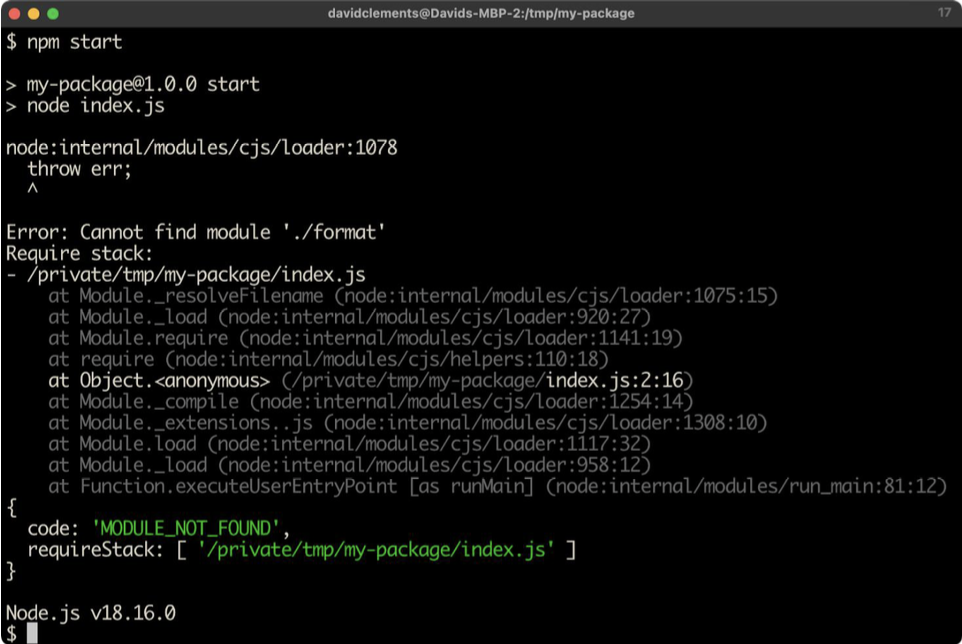 davidclements@Davids-MBP-2:/tmp/my-package
17
$ npm start
> my-package@1.0.0 start
> node index.js
node:internal/modules/cjs/loader:1078
  throw err;
  ^
Error: Cannot find module './format'
Require stack:
- /private/tmp/my-package/index.js
    at Module._resolveFilename (node:internal/modules/cjs/loader:1075:15)
    at Module._load (node:internal/modules/cjs/loader:920:27)
    at Module.require (node:internal/modules/cjs/loader:1141:19)
    at require (node:internal/modules/cjs/helpers:110:18)
    at Object.<anonymous> (/private/tmp/my-package/index.js:2:16)
    at Module._compile (node:internal/modules/cjs/loader:1254:14)
    at Module._extensions..js (node:internal/modules/cjs/loader:1308:10)
    at Module.load (node:internal/modules/cjs/loader:1117:32)
    at Module._load (node:internal/modules/cjs/loader:958:12)
    at Function.executeUserEntryPoint [as runMain] (node:internal/modules/run_main:81:12)
{
  code: 'MODULE_NOT_FOUND',
  requireStack: [ '/private/tmp/my-package/index.js' ]
}
Node.js v18.16.0
$